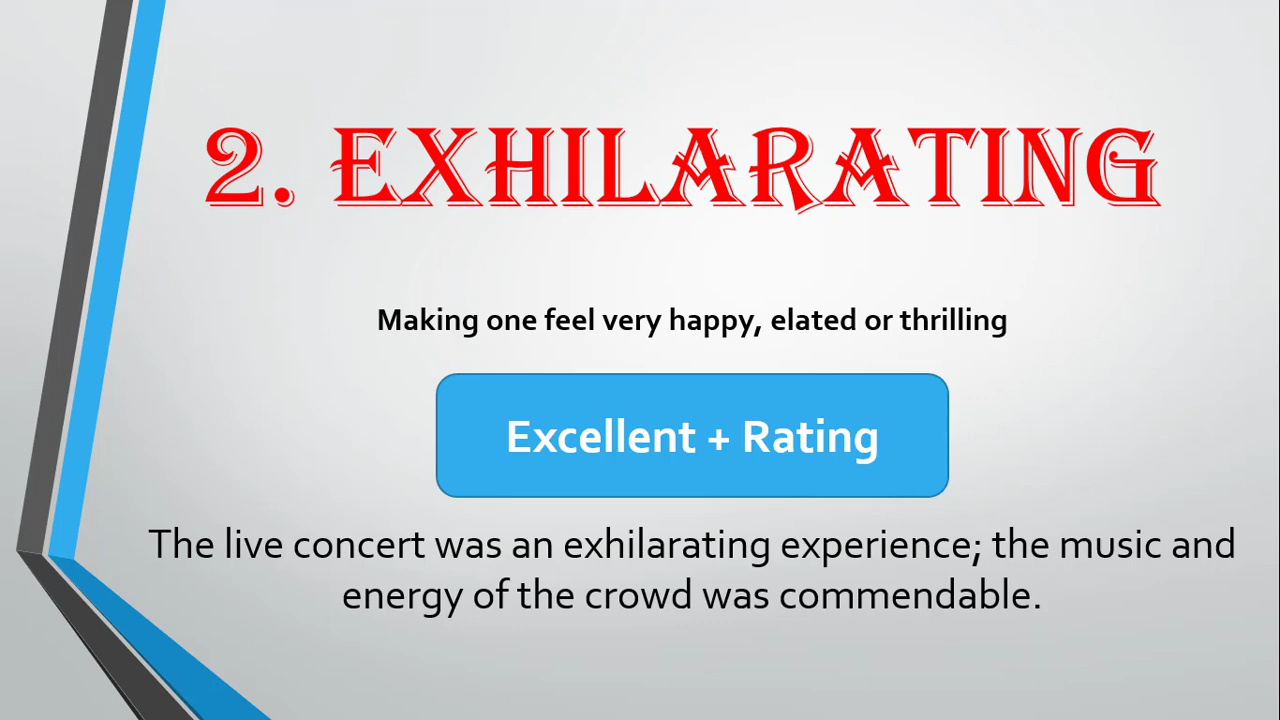 2. EXHILARATING
Making one feel very happy, elated or thrilling
Excellent + Rating
The live concert was an exhilarating experience; the music and
energy of the crowd was commendable.